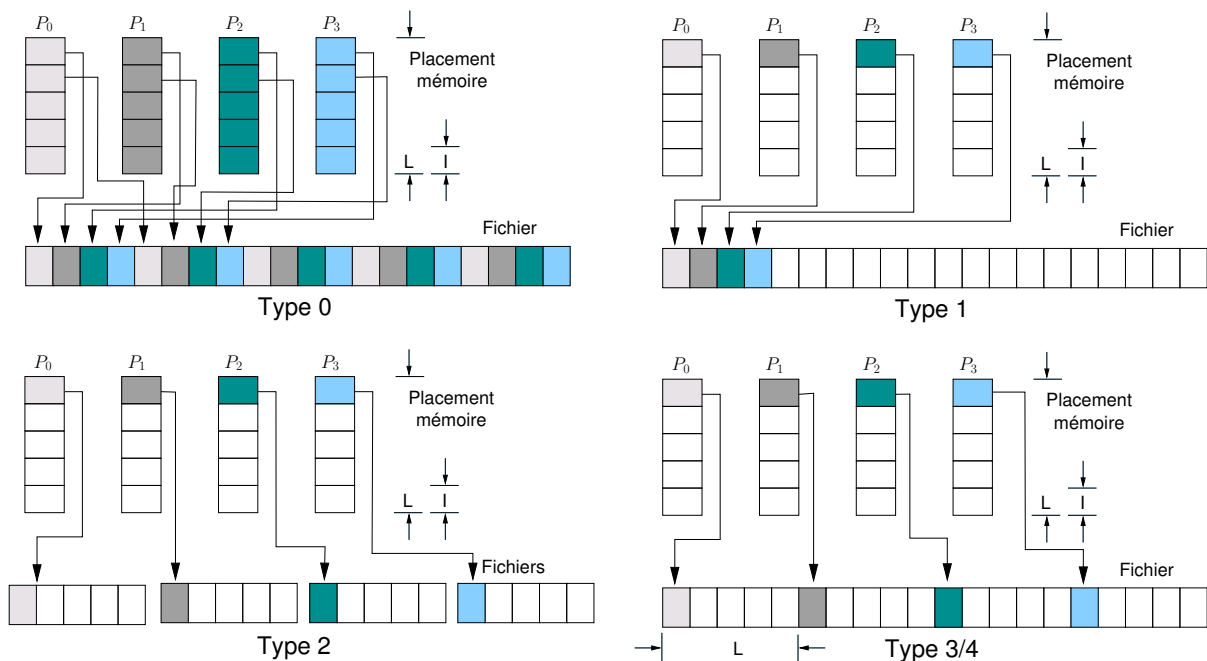 P0 P1 P2 P3
Placement
mémoire
L l
Fichier
Type 0
P0 P1 P2 P3
Placement
mémoire
L l
Fichier
Type 1
P0 P1 P2 P3
Placement
mémoire
L l
Fichiers
Type 2
P0 P1 P2 P3
Placement
mémoire
L l
Fichier
L
Type 3/4